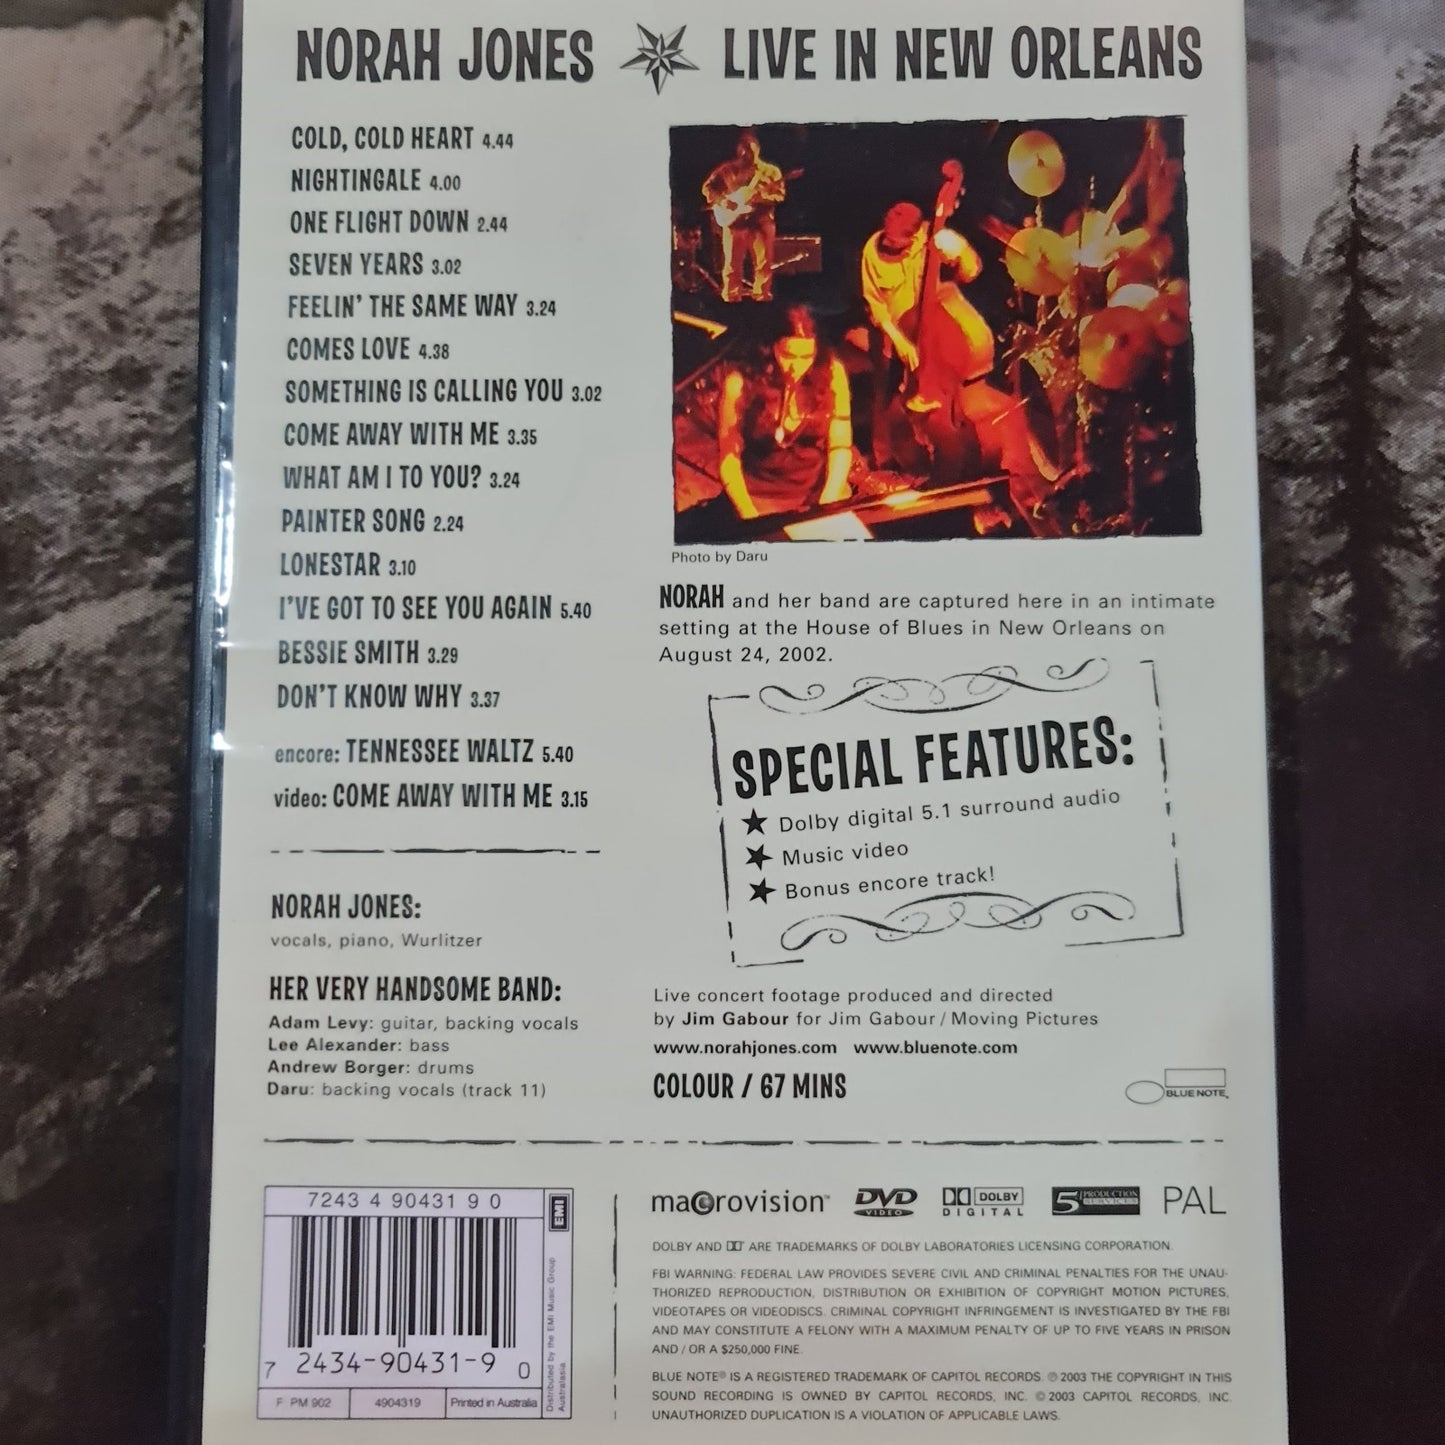 NORAH JONES LIVE IN NEW ORLEANS
COLD, COLD HEART 4.44
NIGHTINGALE 4.00
ONE FLIGHT DOWN 2.44
SEVEN YEARS 3.02
FEELIN' THE SAME WAY 3.24
COMES LOVE 4.38
SOMETHING IS CALLING YOU 3.02
COME AWAY WITH ME 3.35
WHAT AM I TO YOU? 3.24
PAINTER SONG 2.24
LONESTAR 3.10
I'VE GOT TO SEE YOU AGAIN 5.40
BESSIE SMITH 3.29
DON'T KNOW WHY 3.37
encore: TENNESSEE WALTZ 5.40
video: COME AWAY WITH ME 3.15
NORAH JONES:
vocals, piano, Wurlitzer
HER VERY HANDSOME BAND:
Adam Levy: guitar, backing vocals
Lee Alexander: bass
Andrew Borger: drums
Daru: backing vocals (track 11)
Photo by Daru
NORAH and her band are captured here in an intimate
setting at the House of Blues in New Orleans on
August 24, 2002.
SPECIAL FEATURES:
Dolby digital 5.1 surround audio
Music video
Bonus encore track!
Live concert footage produced and directed
by Jim Gabour for Jim Gabour / Moving Pictures
www.norahjones.com www.bluenote.com
COLOUR / 67 MINS
BLUE NOTE
7243 4 90431 9 0
EMI
Distributed by the EMI Music Group
Australasia
7 2434-90431-9 0
F PM 902
4904319
Printed in Australia
macrovision™ DVD VIDEO DOLBY DIGITAL 5 PRODUCTION SERVICES PAL
DOLBY AND ARE TRADEMARKS OF DOLBY LABORATORIES LICENSING CORPORATION.
FBI WARNING: FEDERAL LAW PROVIDES SEVERE CIVIL AND CRIMINAL PENALTIES FOR THE UNAU-
THORIZED REPRODUCTION, DISTRIBUTION OR EXHIBITION OF COPYRIGHT MOTION PICTURES,
VIDEOTAPES OR VIDEODISCS. CRIMINAL COPYRIGHT INFRINGEMENT IS INVESTIGATED BY THE FBI
AND MAY CONSTITUTE A FELONY WITH A MAXIMUM PENALTY OF UP TO FIVE YEARS IN PRISON
AND / OR A $250,000 FINE.
BLUE NOTE® IS A REGISTERED TRADEMARK OF CAPITOL RECORDS. ℗ 2003 THE COPYRIGHT IN THIS
SOUND RECORDING IS OWNED BY CAPITOL RECORDS, INC. © 2003 CAPITOL RECORDS, INC.
UNAUTHORIZED DUPLICATION IS A VIOLATION OF APPLICABLE LAWS.